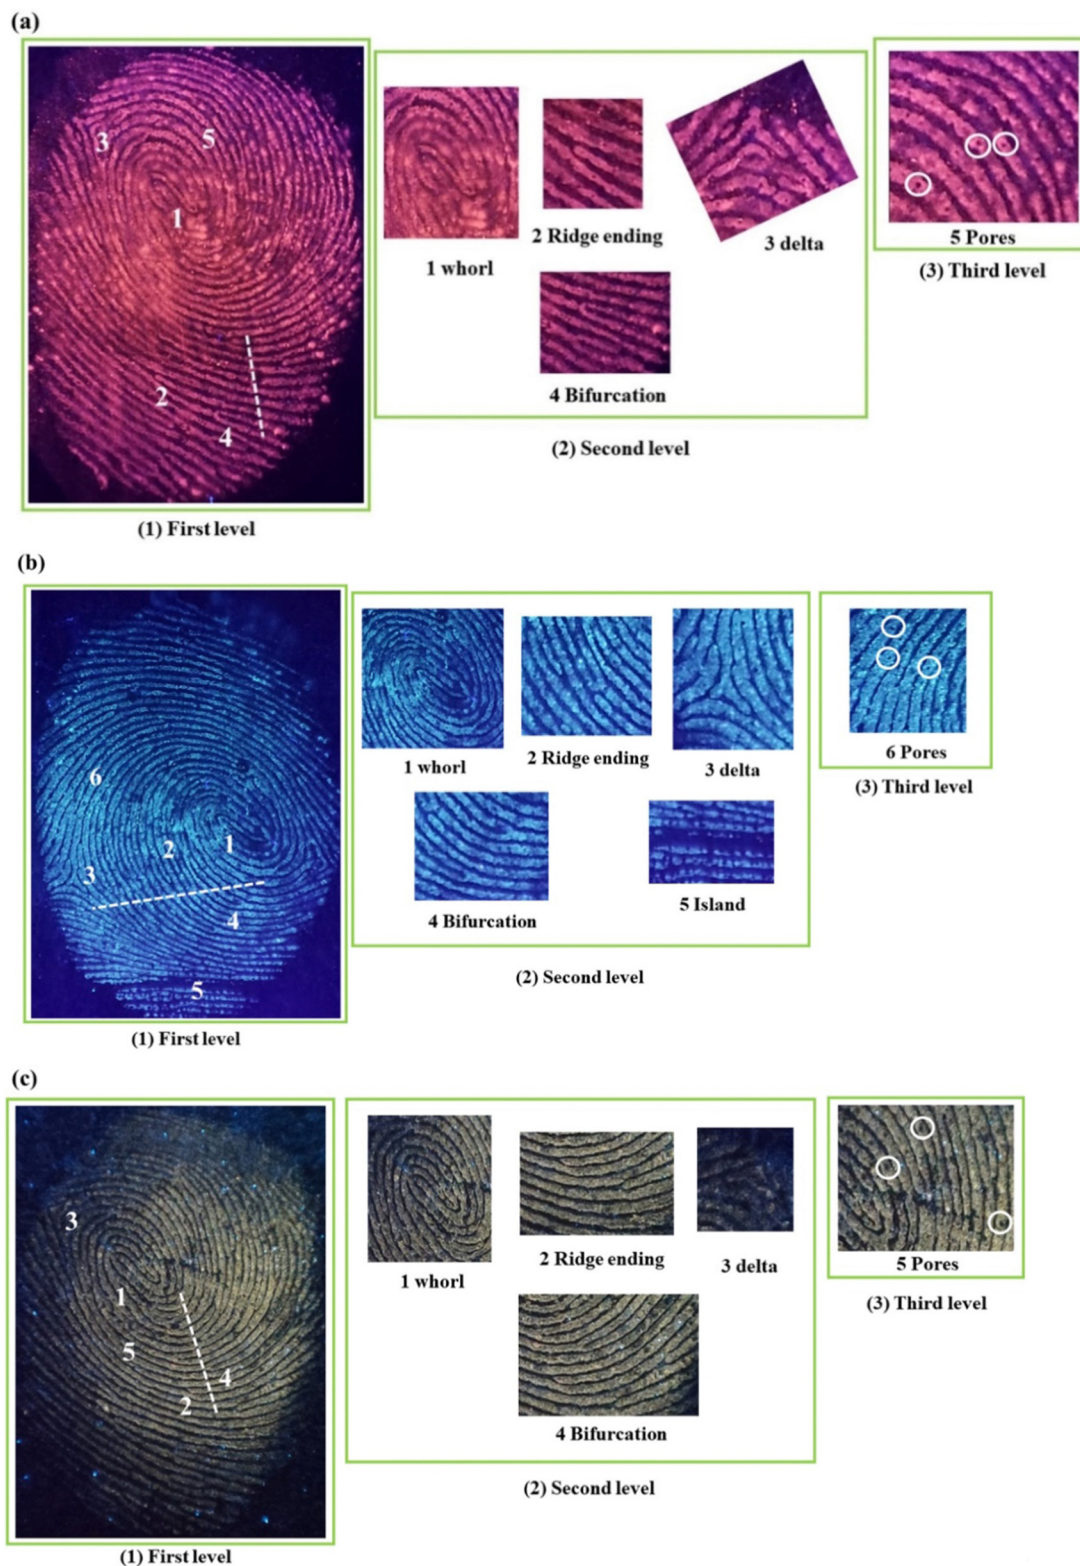 (a)
3
5
1
2
4
(1) First level
1 whorl
2 Ridge ending
3 delta
4 Bifurcation
(2) Second level
5 Pores
(3) Third level
(b)
6
2
1
3
4
5
(1) First level
1 whorl
2 Ridge ending
3 delta
4 Bifurcation
5 Island
(2) Second level
6 Pores
(3) Third level
(c)
3
1
5
4
2
(1) First level
1 whorl
2 Ridge ending
3 delta
4 Bifurcation
(2) Second level
5 Pores
(3) Third level